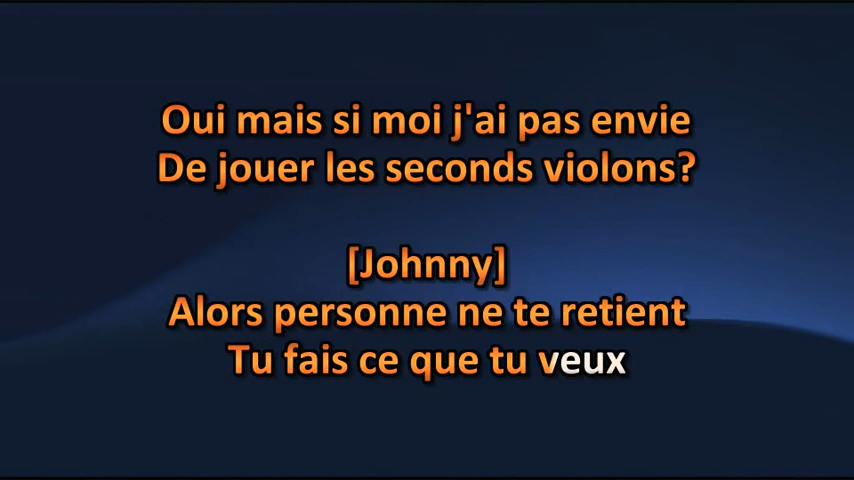 Oui mais si moi j'ai pas envie
De jouer les seconds violons?
[Johnny]
Alors personne ne te retient
Tu fais ce que tu veux